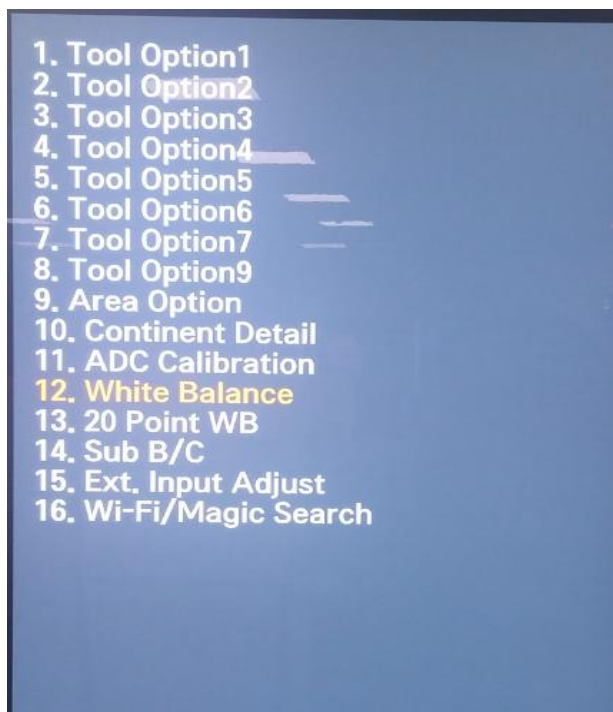 1. Tool Option1
2. Tool Option2
3. Tool Option3
4. Tool Option4
5. Tool Option5
6. Tool Option6
7. Tool Option7
8. Tool Option9
9. Area Option
10. Continent Detail
11. ADC Calibration
12. White Balance
13. 20 Point WB
14. Sub B/C
15. Ext. Input Adjust
16. Wi-Fi/Magic Search